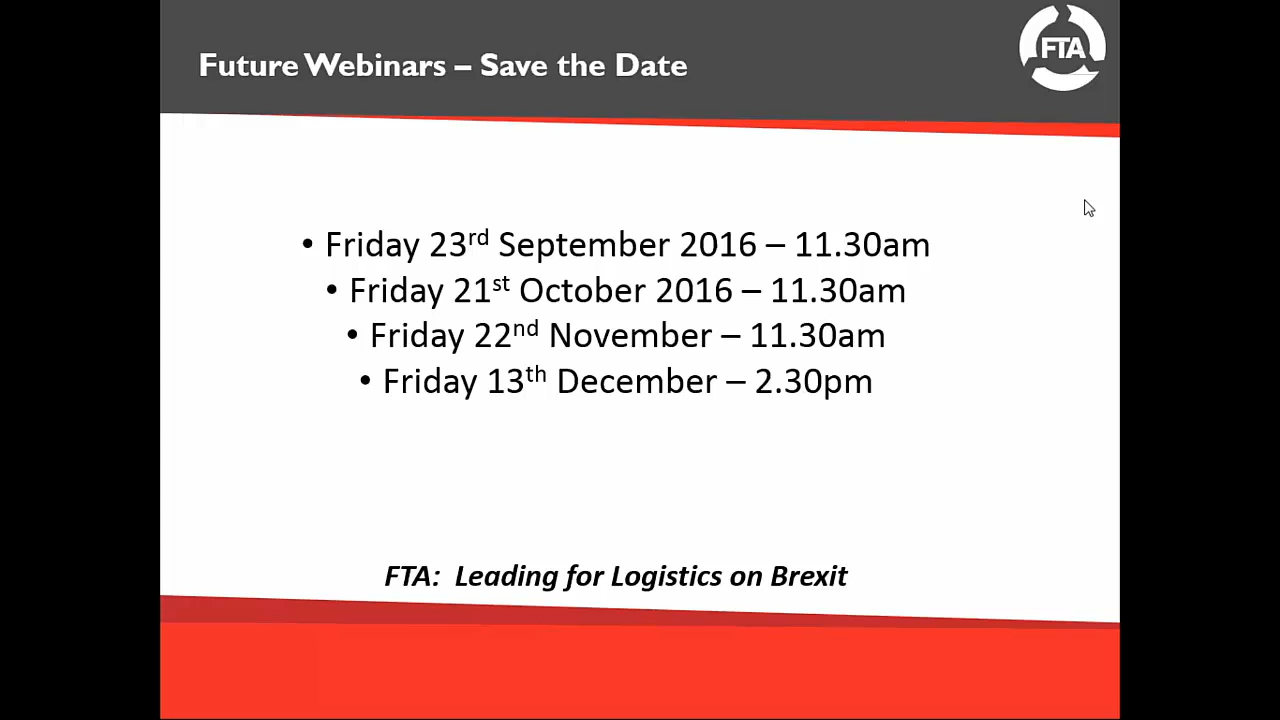 Future Webinars – Save the Date
FTA
• Friday 23rd September 2016 – 11.30am
• Friday 21st October 2016 – 11.30am
• Friday 22nd November – 11.30am
• Friday 13th December – 2.30pm
FTA: Leading for Logistics on Brexit